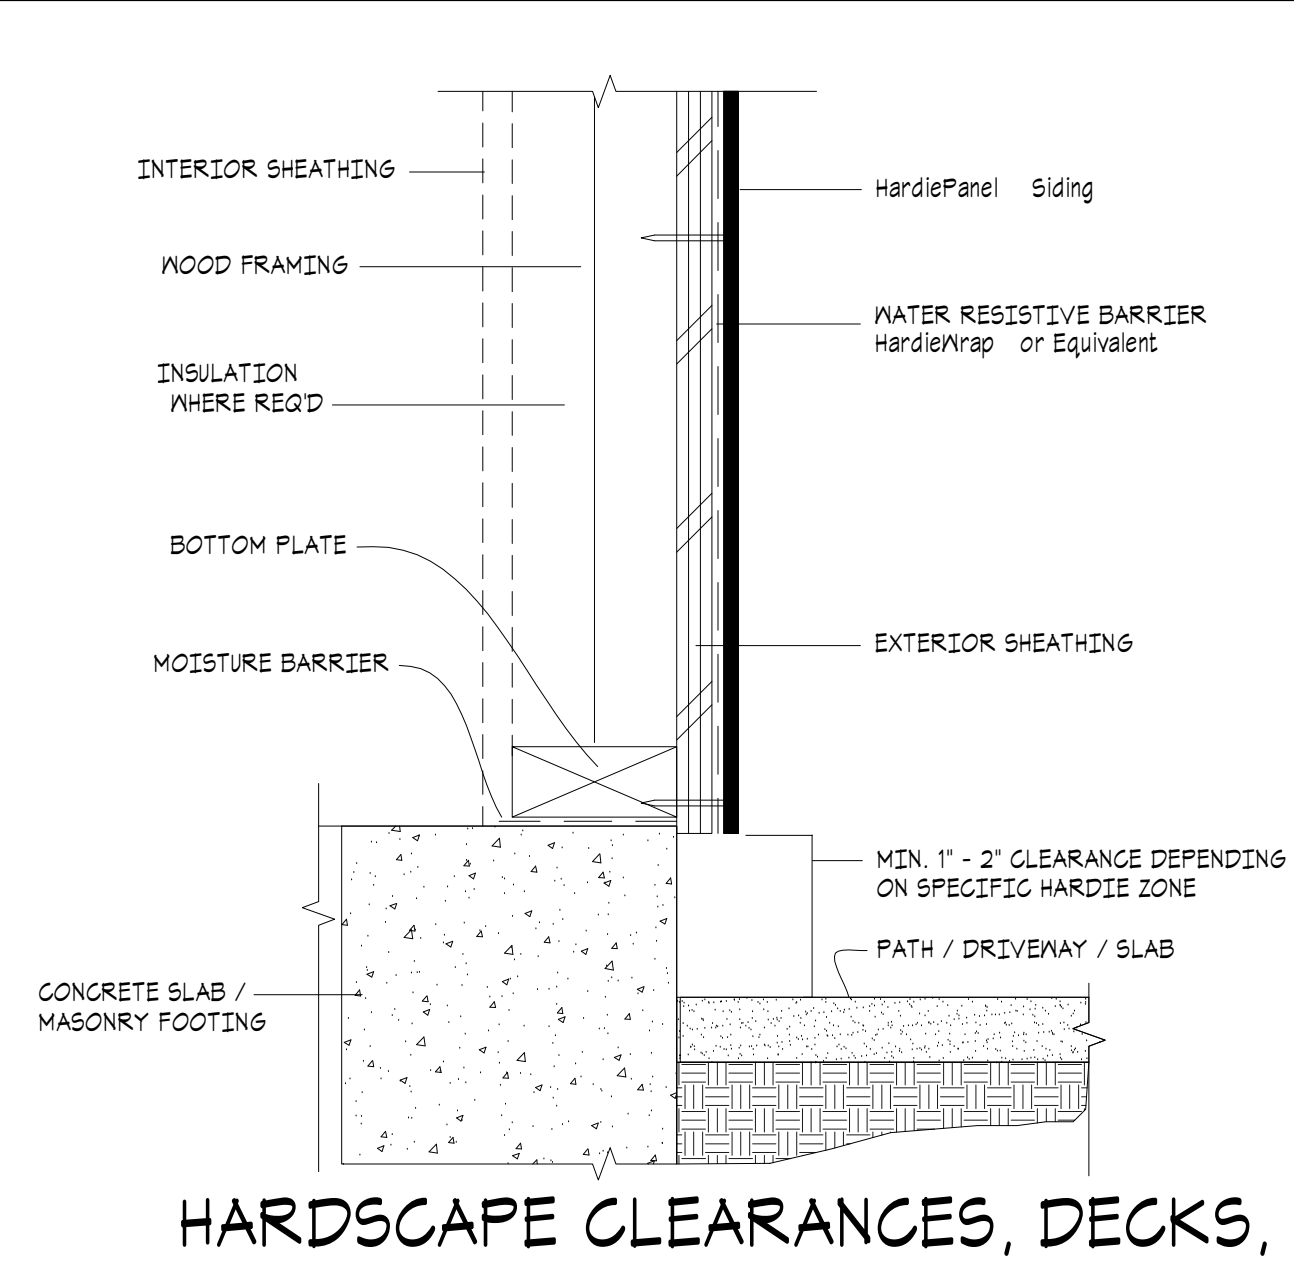 INTERIOR SHEATHING
HardiePanel Siding
WOOD FRAMING
WATER RESISTIVE BARRIER
HardieWrap or Equivalent
INSULATION
WHERE REQ'D
BOTTOM PLATE
EXTERIOR SHEATHING
MOISTURE BARRIER
MIN. 1" - 2" CLEARANCE DEPENDING
ON SPECIFIC HARDIE ZONE
PATH / DRIVEWAY / SLAB
CONCRETE SLAB /
MASONRY FOOTING
HARDSCAPE CLEARANCES, DECKS,